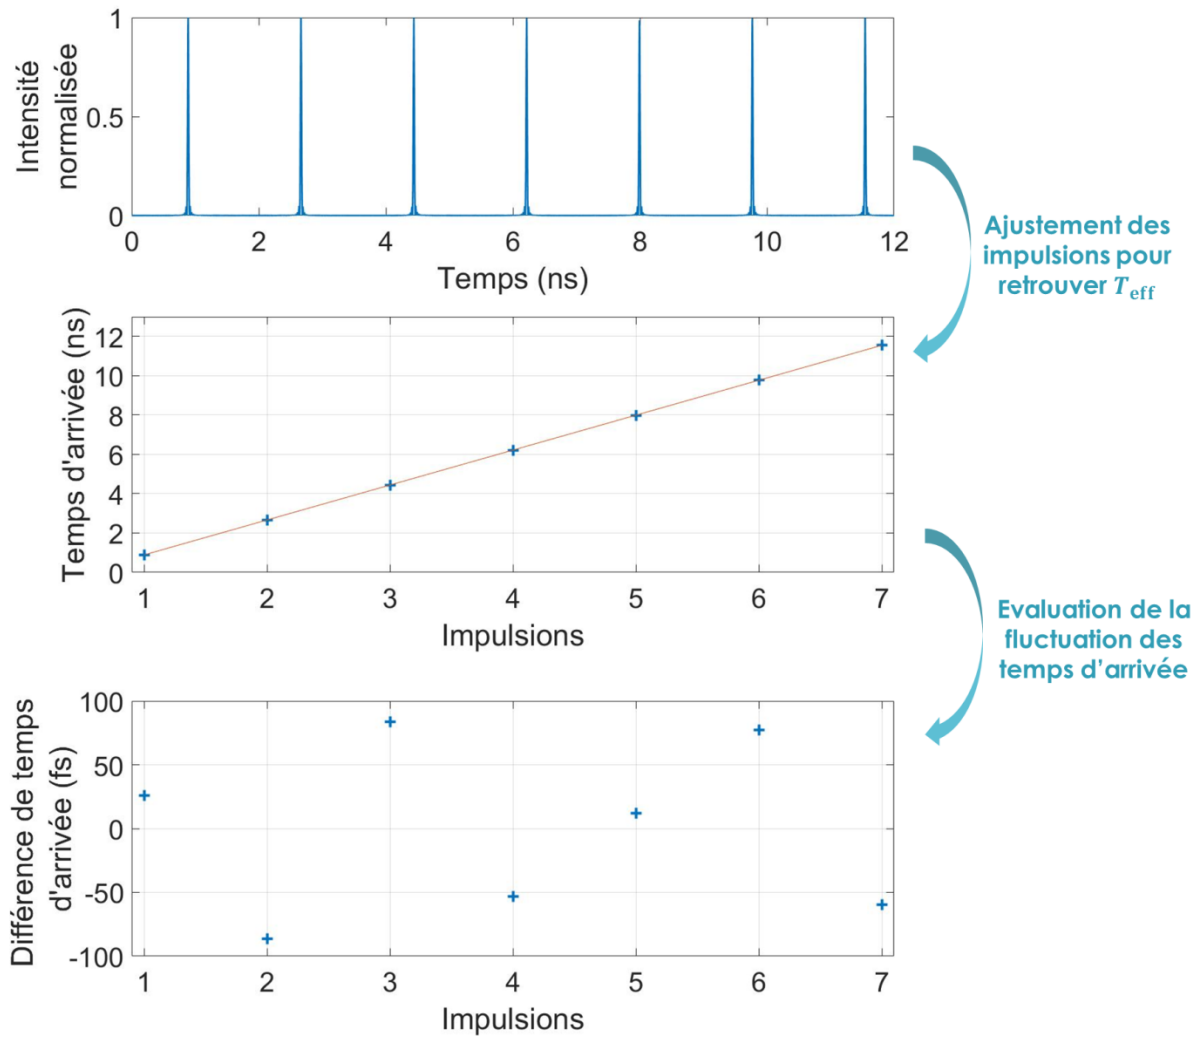 Intensité
normalisée
1
0.5
0
0 2 4 6 8 10 12
Temps (ns)
Ajustement des
impulsions pour
retrouver T_eff
Temps d'arrivée (ns)
12
10
8
6
4
2
0
1 2 3 4 5 6 7
Impulsions
Evaluation de la
fluctuation des
temps d’arrivée
Différence de temps
d'arrivée (fs)
100
50
0
-50
-100
1 2 3 4 5 6 7
Impulsions